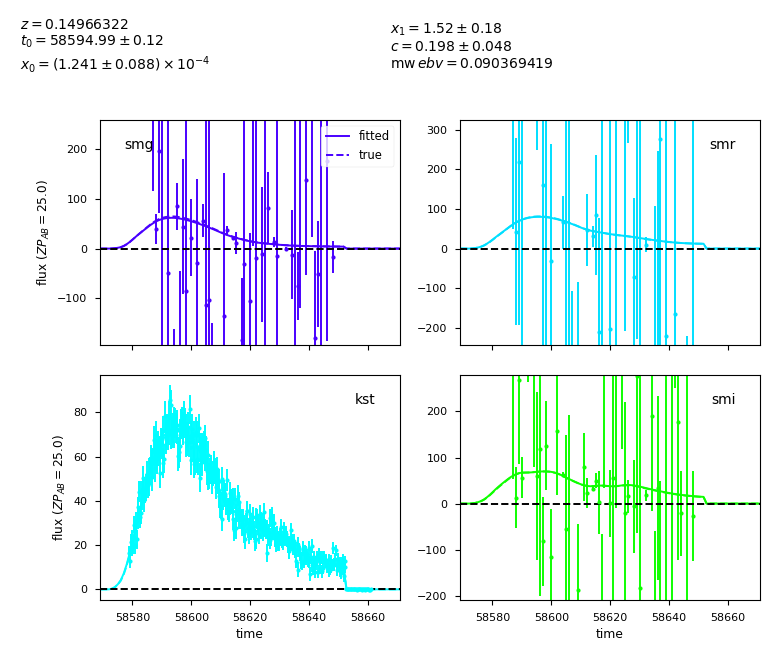 z = 0.14966322
t₀ = 58594.99 ± 0.12
x₀ = (1.241 ± 0.088) × 10⁻⁴
x₁ = 1.52 ± 0.18
c = 0.198 ± 0.048
mw ebv = 0.090369419
smg
fitted
true
200
100
0
−100
flux (ZP_AB = 25.0)
smr
300
200
100
0
−100
−200
kst
80
60
40
20
0
flux (ZP_AB = 25.0)
58580 58600 58620 58640 58660
time
smi
200
100
0
−100
−200
58580 58600 58620 58640 58660
time